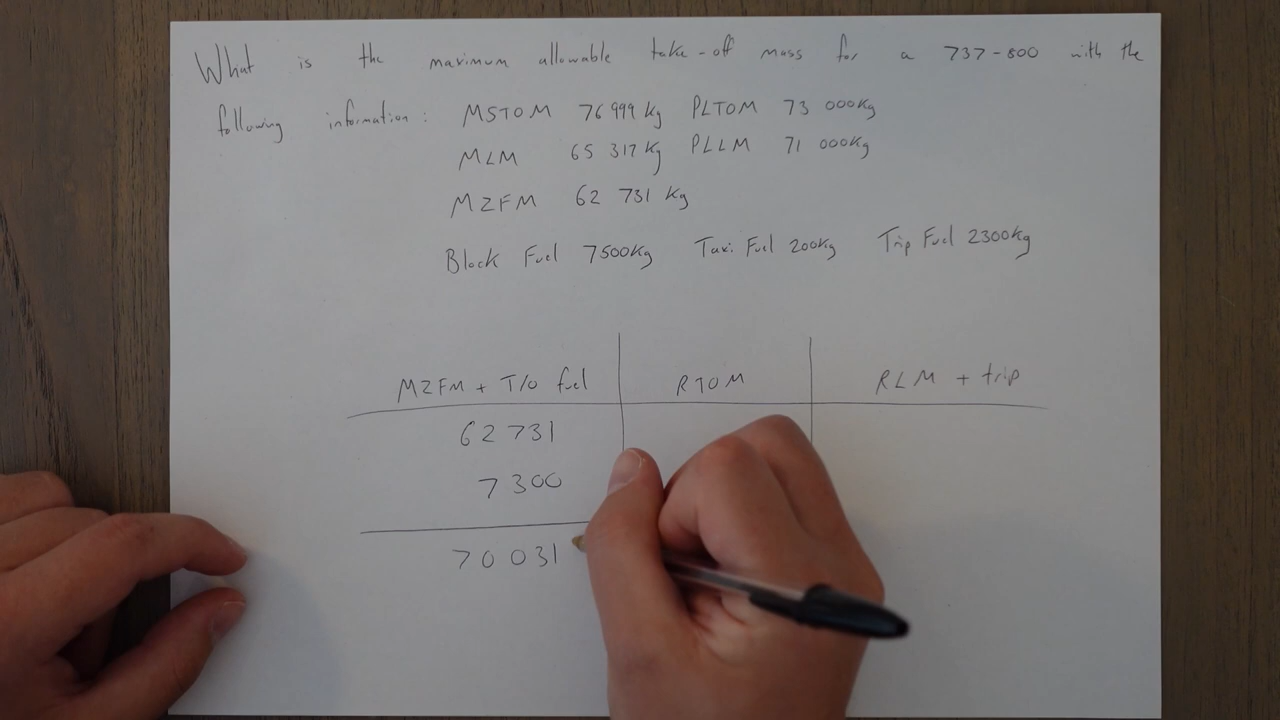 What is the maximum allowable take-off mass for a 737-800 with the
following information: MSTOM 76 999 kg PLTOM 73 000kg
MLM 65 317 kg PLLM 71 000kg
MZFM 62 731 kg
Block Fuel 7500kg Taxi Fuel 200kg Trip Fuel 2300kg
MZFM + T/O fuel RTOM RLM + trip
62 731
7 300
70 031